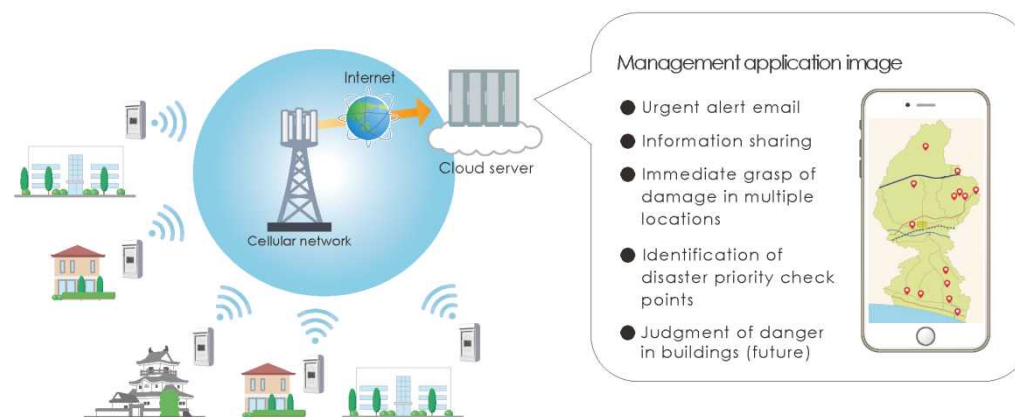 Internet
Cloud server
Cellular network
Management application image
● Urgent alert email
● Information sharing
● Immediate grasp of
damage in multiple
locations
● Identification of
disaster priority check
points
● Judgment of danger
in buildings (future)